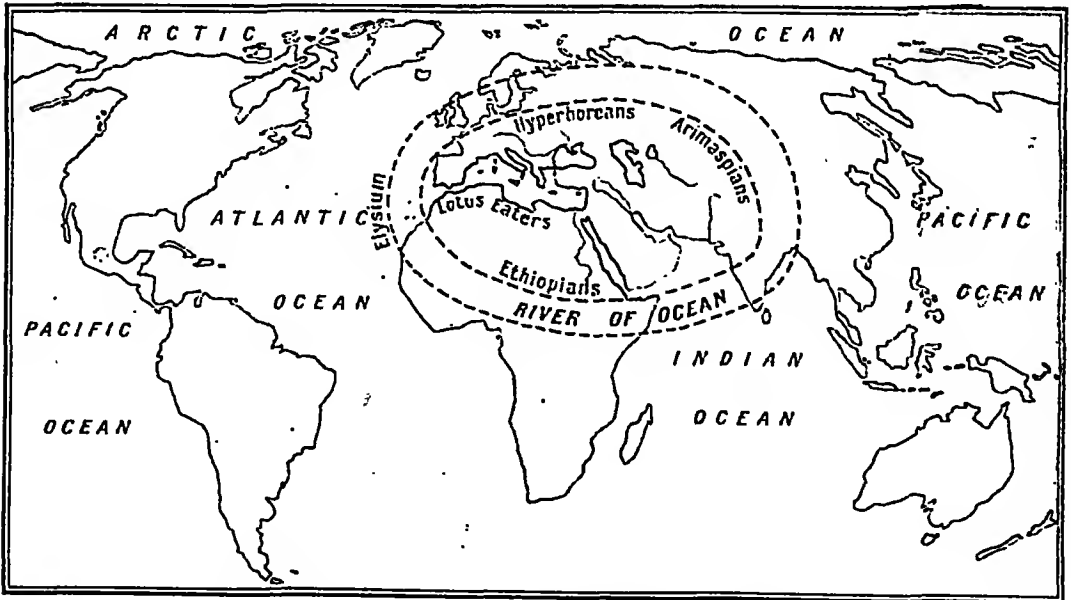 ARCTIC OCEAN
Hyperboreans
Arimaspians
Elysium
Lotus Eaters
ATLANTIC
OCEAN
PACIFIC
OCEAN
Ethiopians
RIVER OF OCEAN
PACIFIC
OCEAN
INDIAN
OCEAN